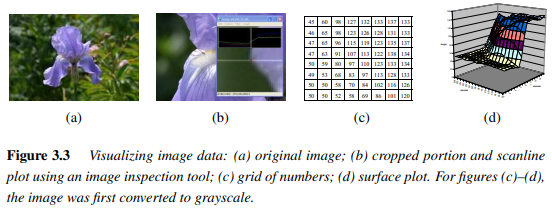 45 60 98 127 132 133 137 133
46 65 98 123 126 128 131 133
47 65 96 115 119 123 135 137
47 63 91 107 113 122 138 134
50 59 80 97 110 123 133 134
49 53 68 83 97 113 128 133
50 50 58 70 84 102 116 126
50 50 52 58 69 86 101 120
(a) (b) (c) (d)
Figure 3.3 Visualizing image data: (a) original image; (b) cropped portion and scanline
plot using an image inspection tool; (c) grid of numbers; (d) surface plot. For figures (c)–(d),
the image was first converted to grayscale.